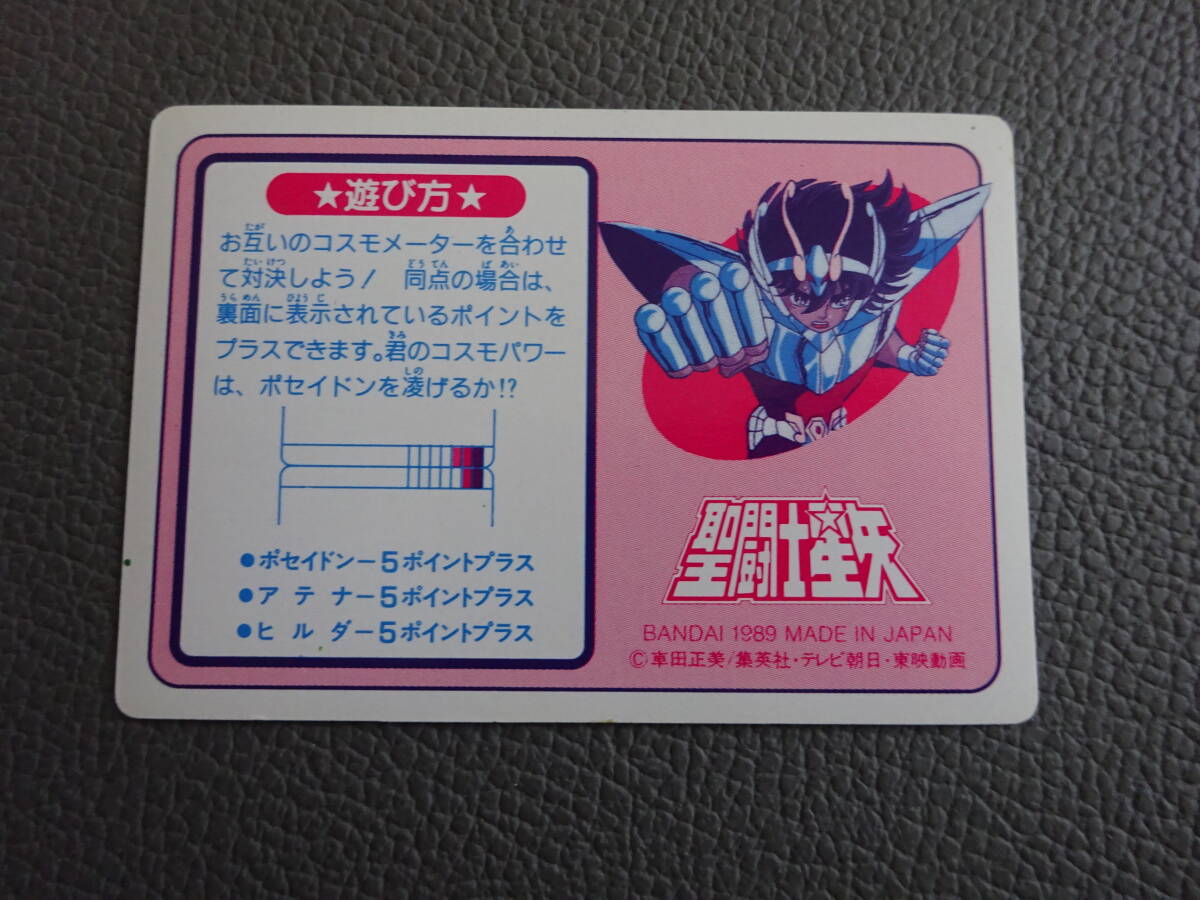 ★遊び方★
お互いのコスモメーターを合わせ
て対決しよう! 同点の場合は、
裏面に表示されているポイントを
プラスできます。君のコスモパワー
は、ポセイドンを凌げるか!?
●ポセイドンー5ポイントプラス
●アテナー5ポイントプラス
●ヒルダー5ポイントプラス
聖闘士星矢
BANDAI 1989 MADE IN JAPAN
©車田正美/集英社・テレビ朝日・東映動画